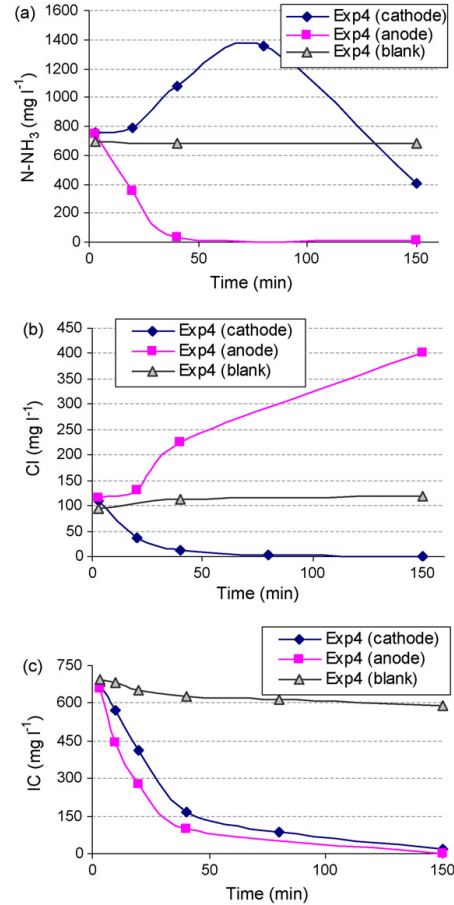 (a)
1600
1400
1200
1000
800
600
400
200
0
N-NH₃ (mg l⁻¹)
Exp4 (cathode)
Exp4 (anode)
Exp4 (blank)
0 50 100 150
Time (min)
(b)
450
400
350
300
250
200
150
100
50
0
Cl (mg l⁻¹)
Exp4 (cathode)
Exp4 (anode)
Exp4 (blank)
0 50 100 150
Time (min)
(c)
750
600
450
300
150
0
IC (mg l⁻¹)
Exp4 (cathode)
Exp4 (anode)
Exp4 (blank)
0 50 100 150
Time (min)